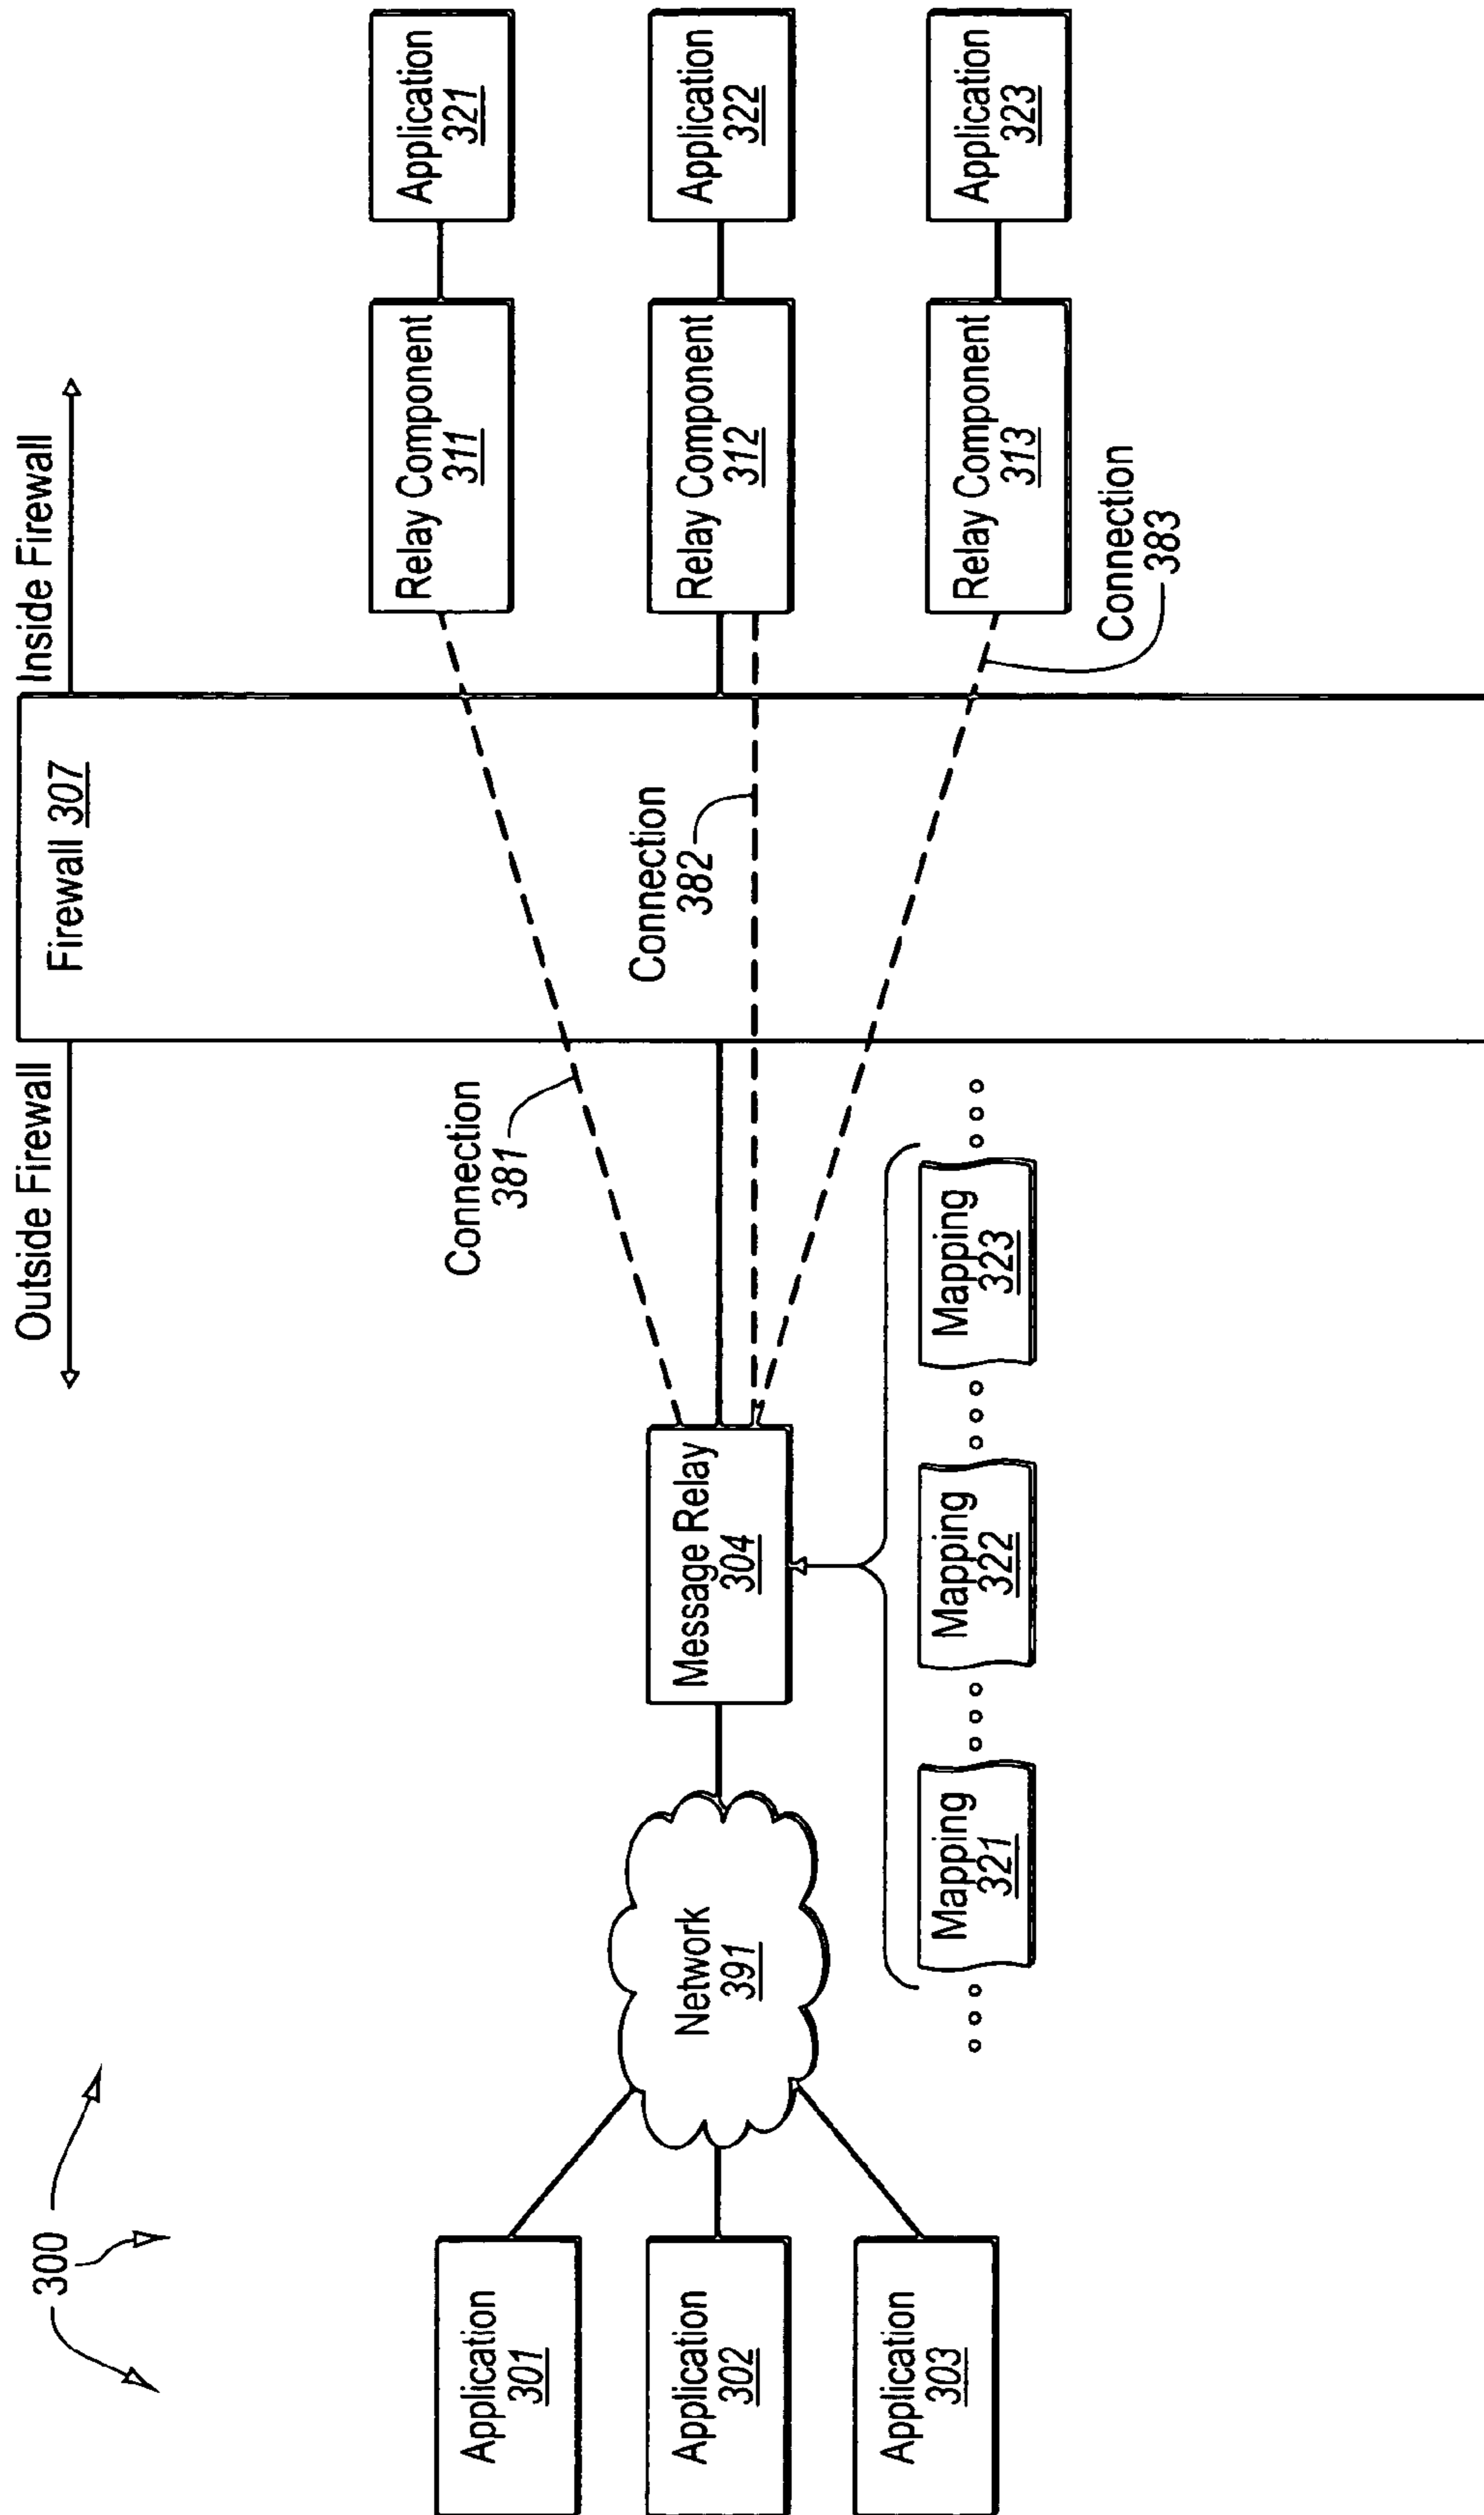 300
Outside Firewall
Inside Firewall
Firewall 307
Application
301
Application
302
Application
303
Network
391
Message Relay
304
Connection
381
Connection
382
Connection
383
Relay Component
311
Relay Component
312
Relay Component
313
Application
321
Application
322
Application
323
Mapping
321
Mapping
322
Mapping
323